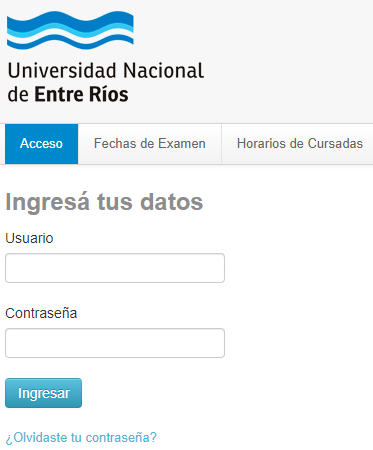 Universidad Nacional
de Entre Ríos
Acceso Fechas de Examen Horarios de Cursadas
Ingresá tus datos
Usuario
Contraseña
Ingresar
¿Olvidaste tu contraseña?